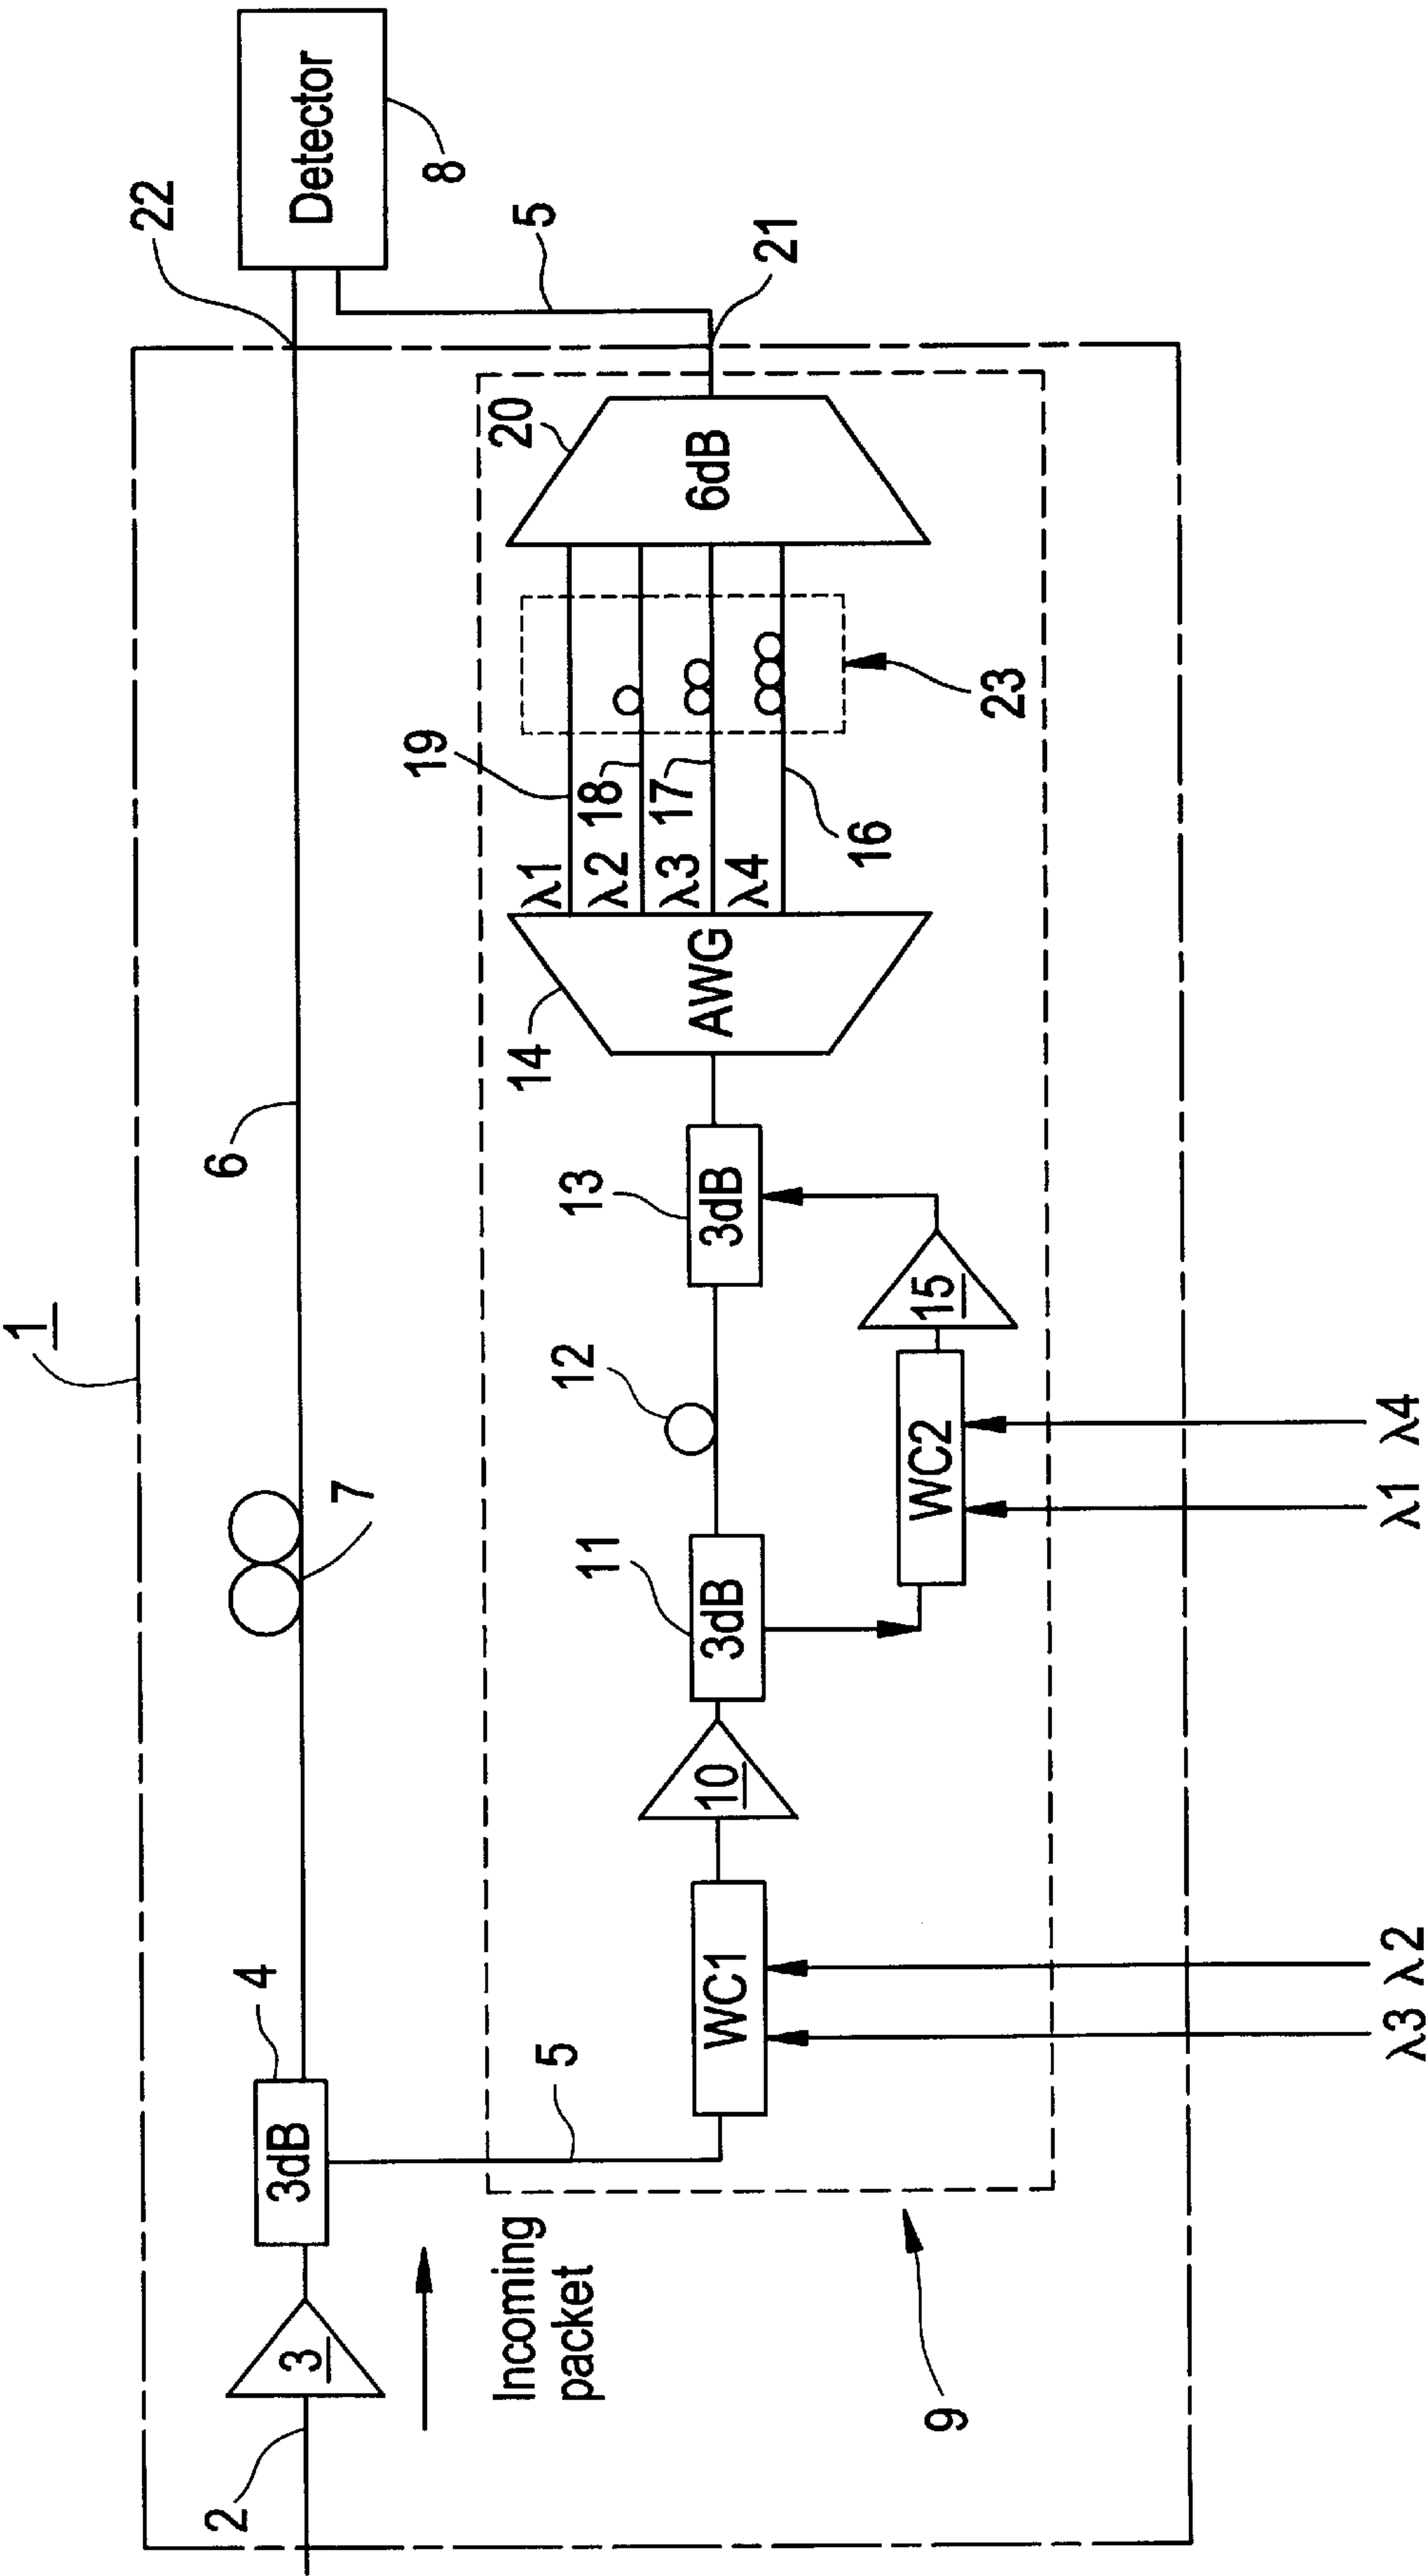 1
2
3
3dB
4
Incoming
packet
5
6
7
22
Detector
8
5
21
9
WC1
λ3
λ2
10
3dB
11
12
WC2
λ1
λ4
15
3dB
13
AWG
14
λ1
λ2
λ3
λ4
19
18
17
16
23
6dB
20